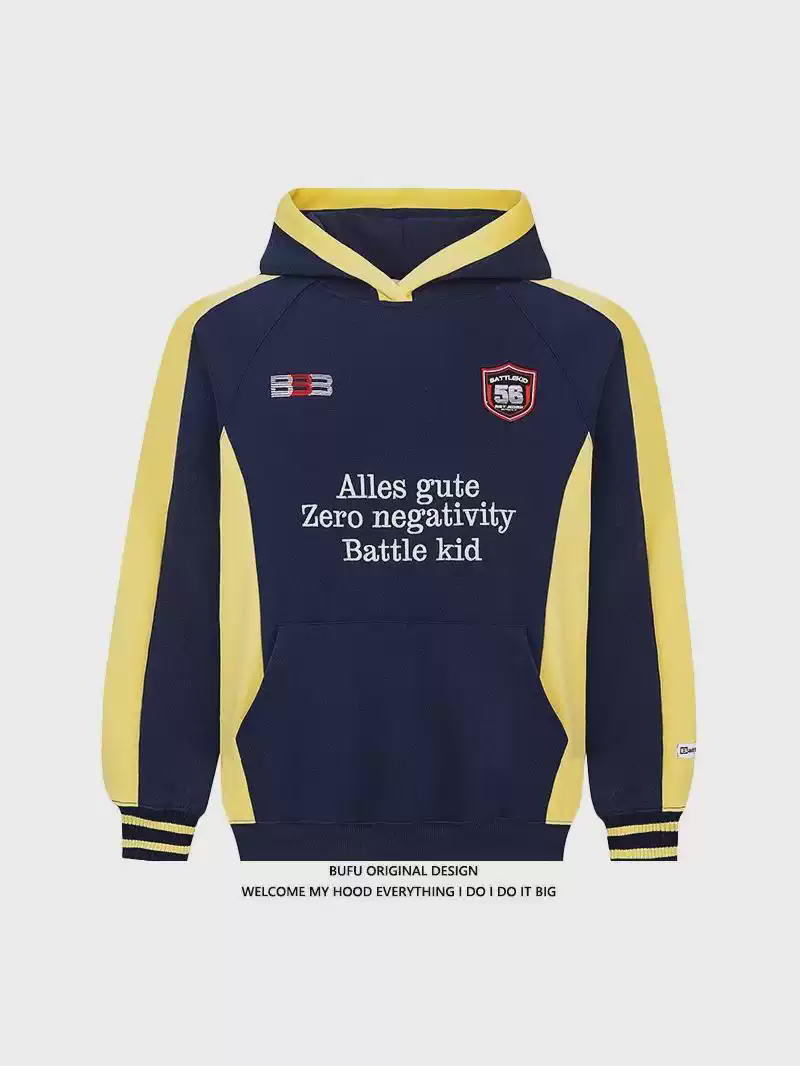 BBB
BATTLEKID
56
Alles gute
Zero negativity
Battle kid
BUFU ORIGINAL DESIGN
WELCOME MY HOOD EVERYTHING I DO I DO IT BIG